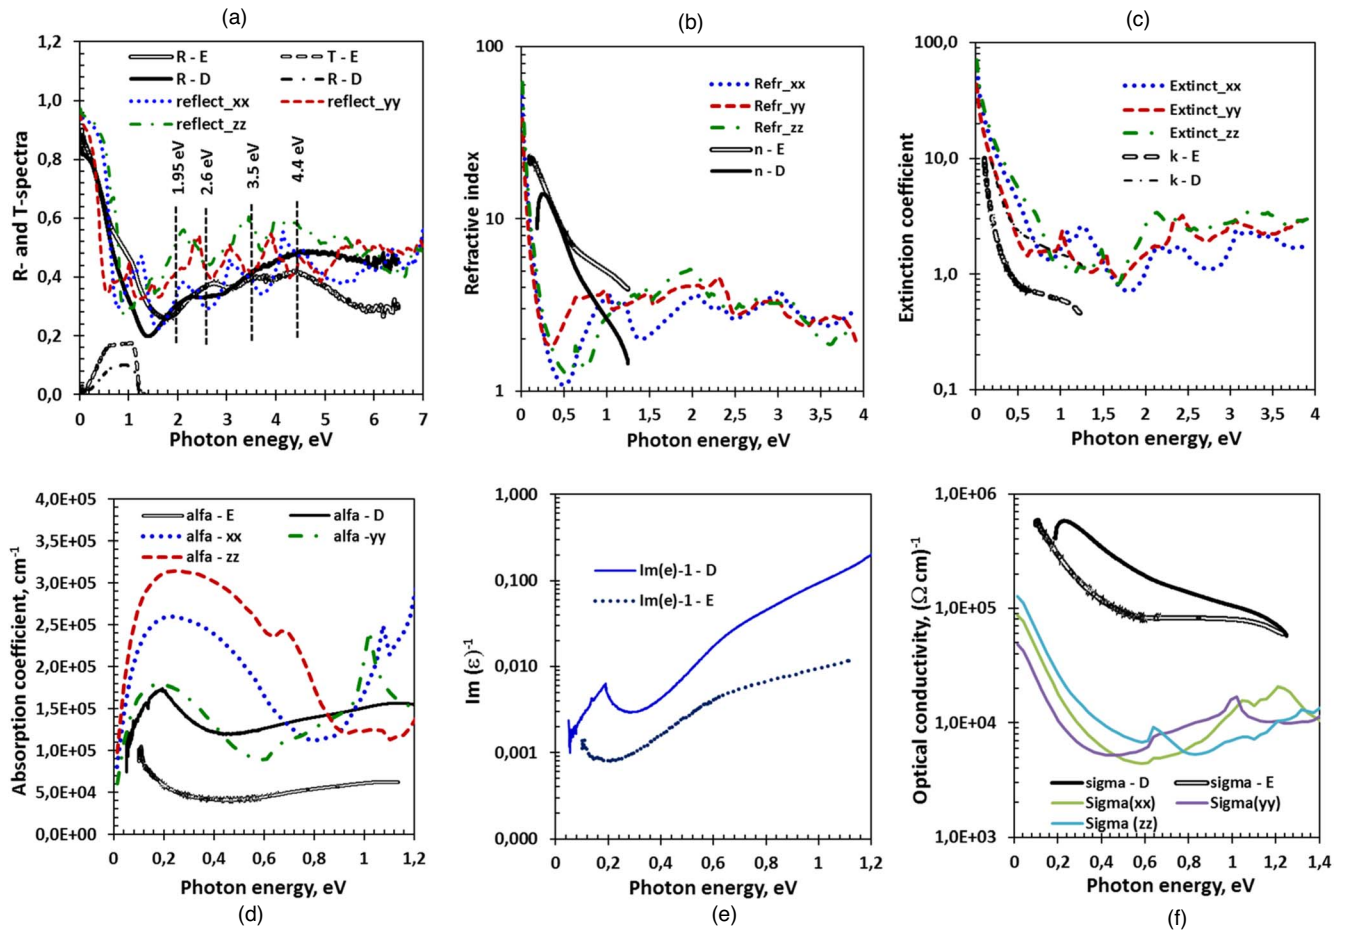 (a)
1,2
1,0
0,8
0,6
0,4
0,2
0,0
R- and T-spectra
R - E
T - E
R - D
R - D
reflect_xx
reflect_yy
reflect_zz
1.95 eV
2.6 eV
3.5 eV
4.4 eV
0 1 2 3 4 5 6 7
Photon enegy, eV
(b)
100
10
1
Refractive index
Refr_xx
Refr_yy
Refr_zz
n - E
n - D
0 0,5 1 1,5 2 2,5 3 3,5 4
Photon energy, eV
(c)
100,0
10,0
1,0
0,1
Extinction coefficient
Extinct_xx
Extinct_yy
Extinct_zz
k - E
k - D
0 0,5 1 1,5 2 2,5 3 3,5 4
Photon energy, eV
4,0E+05
3,5E+05
3,0E+05
2,5E+05
2,0E+05
1,5E+05
1,0E+05
5,0E+04
0,0E+00
Absorption coefficient, cm-1
alfa - E
alfa - D
alfa - xx
alfa -yy
alfa - zz
0 0,2 0,4 0,6 0,8 1 1,2
Photon energy, eV
(d)
1,000
0,100
0,010
0,001
0,000
Im (ε)-1
Im(e)-1 - D
Im(e)-1 - E
0 0,2 0,4 0,6 0,8 1 1,2
Photon energy, eV
(e)
1,0E+06
1,0E+05
1,0E+04
1,0E+03
Optical conductivity, (Ω cm)-1
sigma - D
sigma - E
Sigma(xx)
Sigma(yy)
Sigma (zz)
0 0,2 0,4 0,6 0,8 1 1,2 1,4
Photon energy, eV
(f)